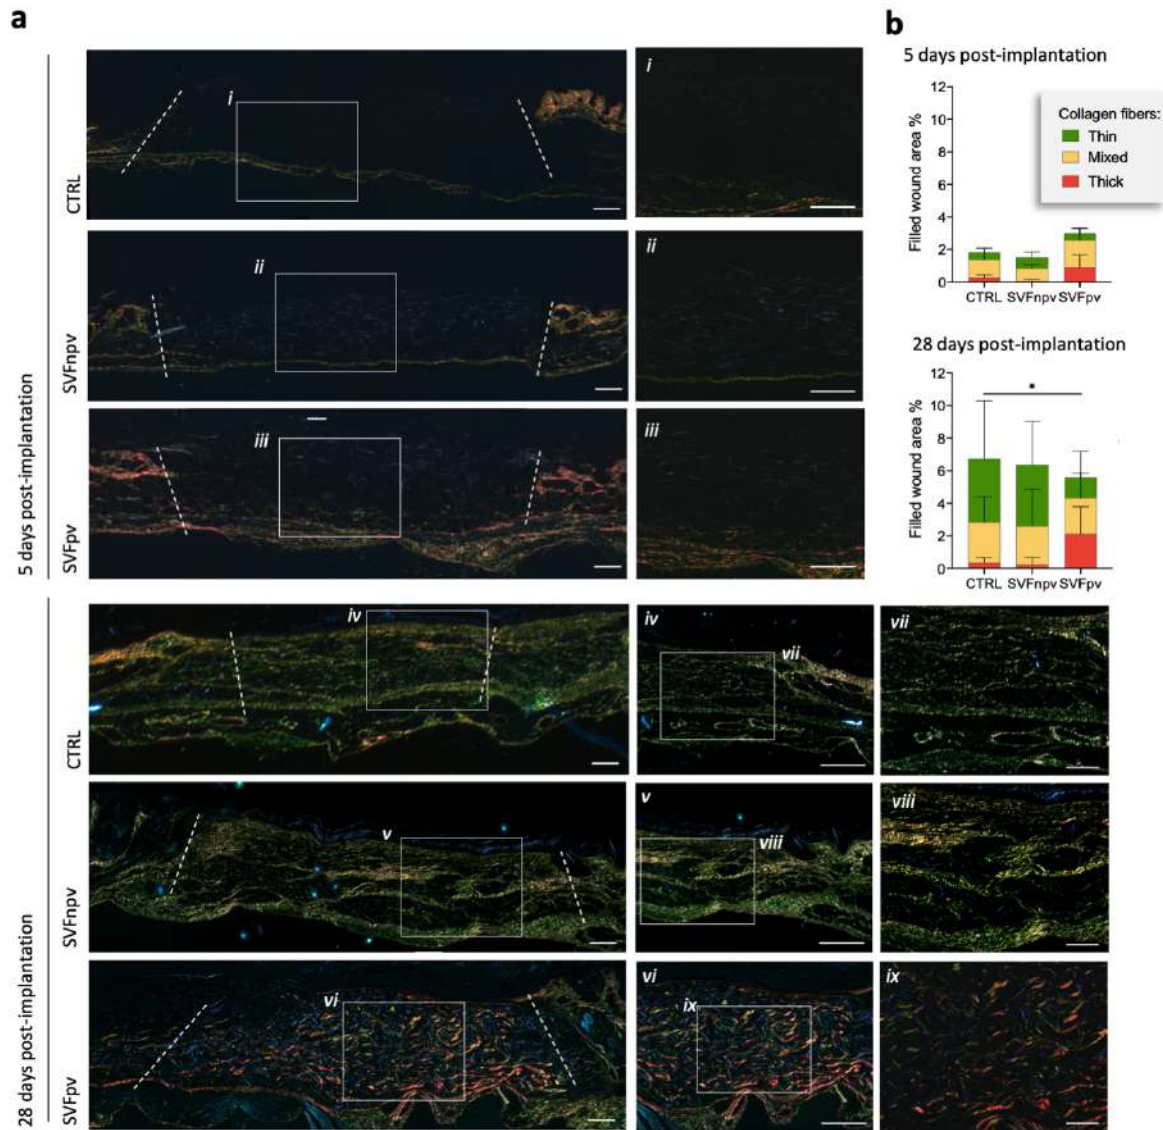 a
5 days post-implantation
CTRL
i
i
SVFnpv
ii
ii
SVFpv
iii
iii
28 days post-implantation
CTRL
iv
iv
vii
vii
SVFnpv
v
v
viii
viii
SVFpv
vi
vi
ix
ix
b
5 days post-implantation
Filled wound area %
12
10
8
6
4
2
0
CTRL SVFnpv SVFpv
Collagen fibers:
Thin
Mixed
Thick
28 days post-implantation
Filled wound area %
12
10
8
6
4
2
0
*
CTRL SVFnpv SVFpv